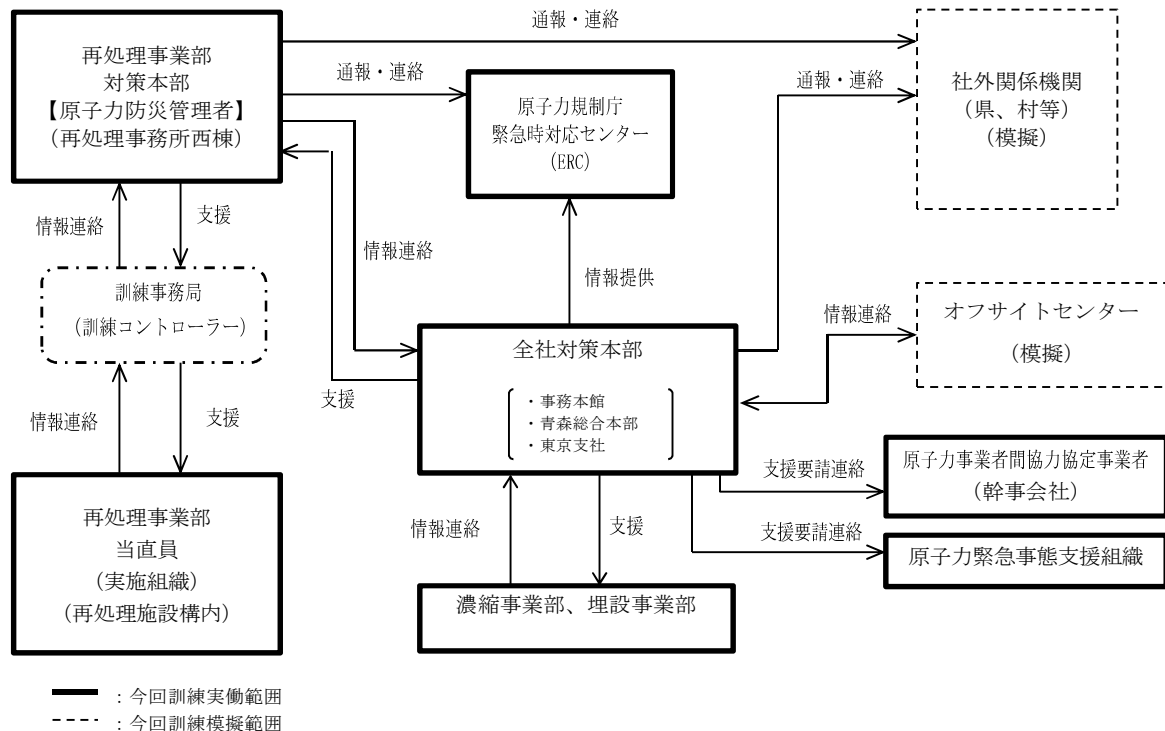 通報・連絡
再処理事業部
対策本部
【原子力防災管理者】
(再処理事務所西棟)
通報・連絡
原子力規制庁
緊急時対応センター
(ERC)
通報・連絡
社外関係機関
(県、村等)
(模擬)
情報連絡
支援
情報連絡
情報提供
訓練事務局
(訓練コントローラー)
情報連絡
オフサイトセンター
(模擬)
全社対策本部
・事務本館
・青森総合本部
・東京支社
支援
情報連絡
支援
再処理事業部
当直員
(実施組織)
(再処理施設構内)
情報連絡
支援
濃縮事業部、埋設事業部
支援要請連絡
原子力事業者間協力協定事業者
(幹事会社)
支援要請連絡
原子力緊急事態支援組織
：今回訓練実働範囲
：今回訓練模擬範囲